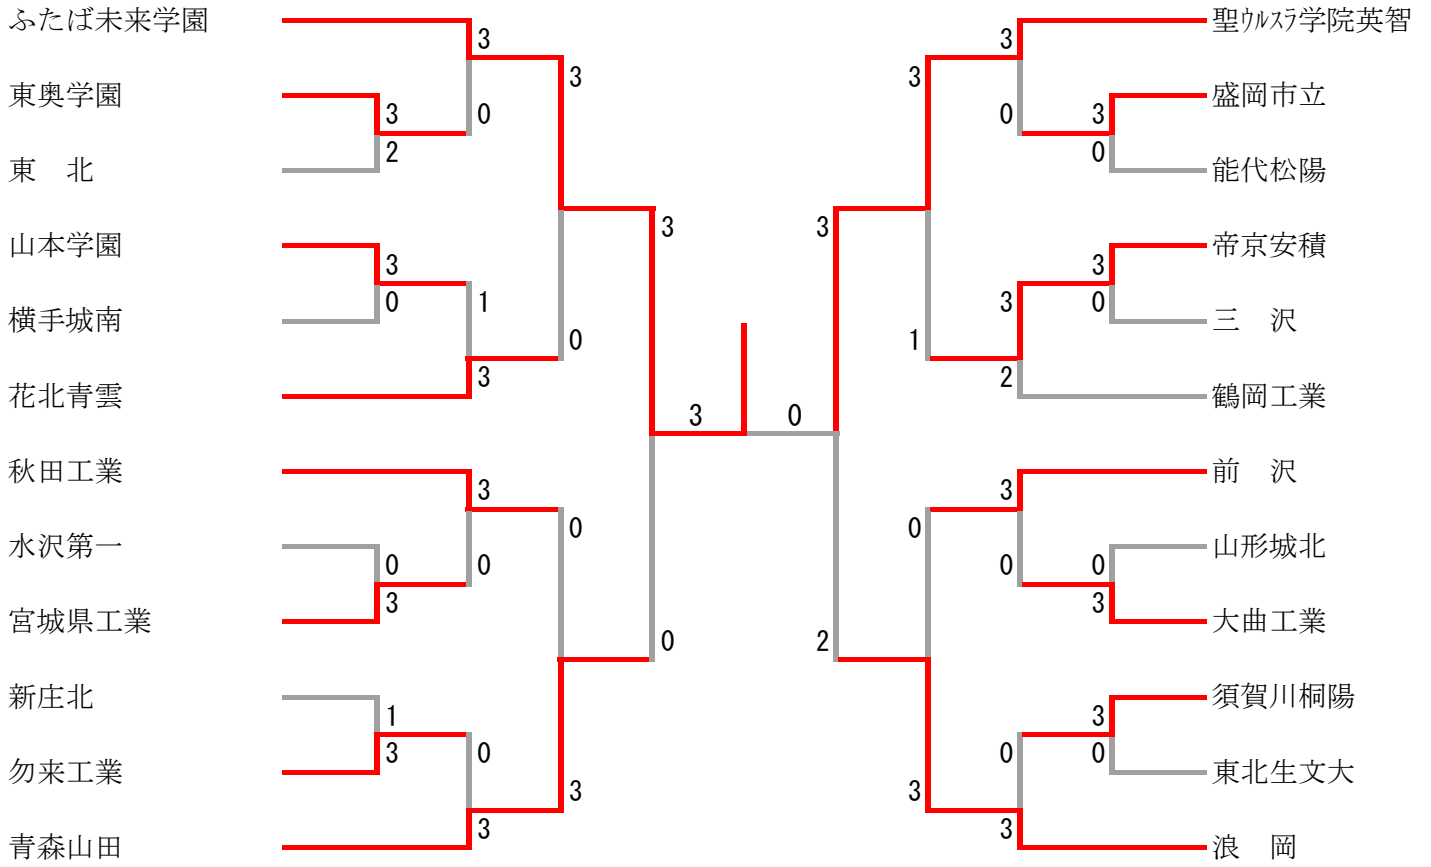 ふたば未来学園
3
3
東奥学園
3
0
2
東　北
3
山本学園
3
0
1
横手城南
0
3
花北青雲
秋田工業
3
0
水沢第一
0
0
3
宮城県工業
0
新庄北
1
3
0
勿来工業
3
3
青森山田
3
0
聖ｳﾙｽﾗ学院英智
3
3
盛岡市立
0
3
0
能代松陽
3
帝京安積
3
3
0
三　沢
1
2
鶴岡工業
前　沢
3
0
山形城北
0
0
3
大曲工業
2
須賀川桐陽
3
0
0
東北生文大
3
3
浪　岡